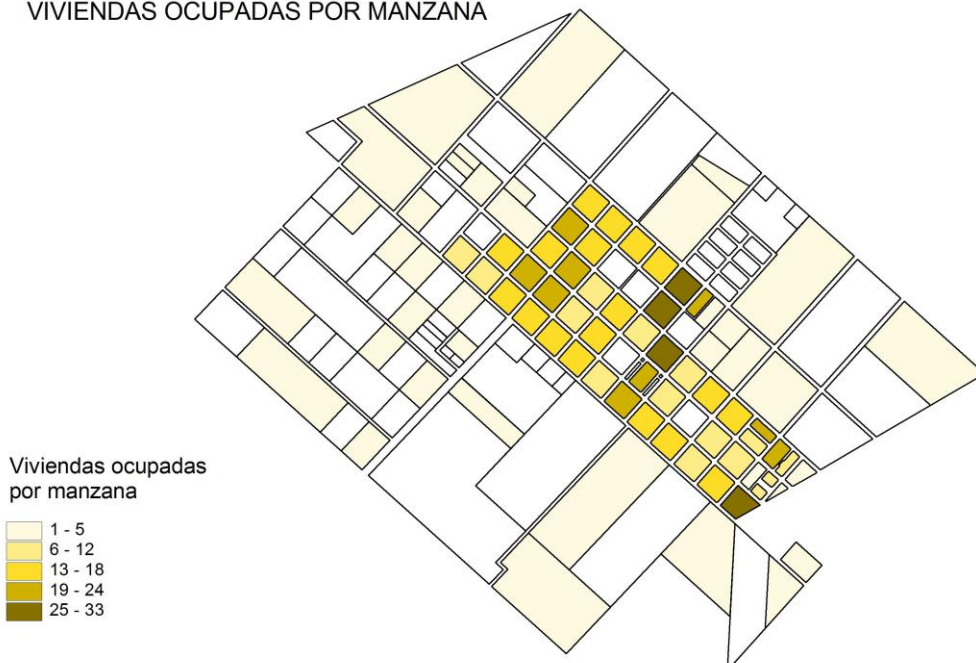 VIVIENDAS OCUPADAS POR MANZANA
Viviendas ocupadas
por manzana
1 - 5
6 - 12
13 - 18
19 - 24
25 - 33